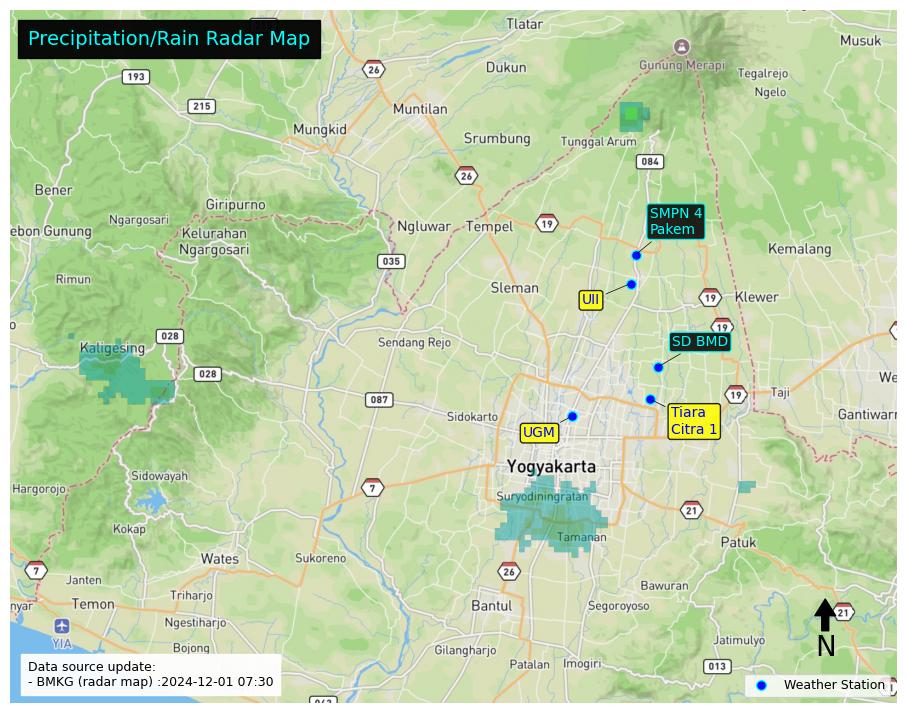 Precipitation/Rain Radar Map
Tlatar
Musuk
26
Gunung Merapi
193
Dukun
Tegalrejo
Ngelo
215
Muntilan
Mungkid
Srumbung
Tunggal Arum
084
26
Bener
Giripurno
Ngargosari
SMPN 4
Pakem
ebon Gunung
Kelurahan
Ngargosari
Ngluwar
Tempel
19
Kemalang
035
Rimun
Sleman
UII
19
Klewer
19
028
Sendang Rejo
SD BMD
Kaligesing
028
We
087
19
Taji
Sidokarto
Tiara
Citra 1
Gantiwarn
UGM
Yogyakarta
Sidowayah
Hargorojo
7
Suryodiningratan
21
Kokap
Tamanan
Patuk
Wates
Sukoreno
7
26
Janten
Bawuran
Triharjo
nyar
Temon
Bantul
Segoroyoso
21
Ngestiharjo
YIA
Jatimulyo
N
Bojong
Gilangharjo
Patalan
Imogiri
013
Data source update:
- BMKG (radar map) :2024-12-01 07:30
Weather Station